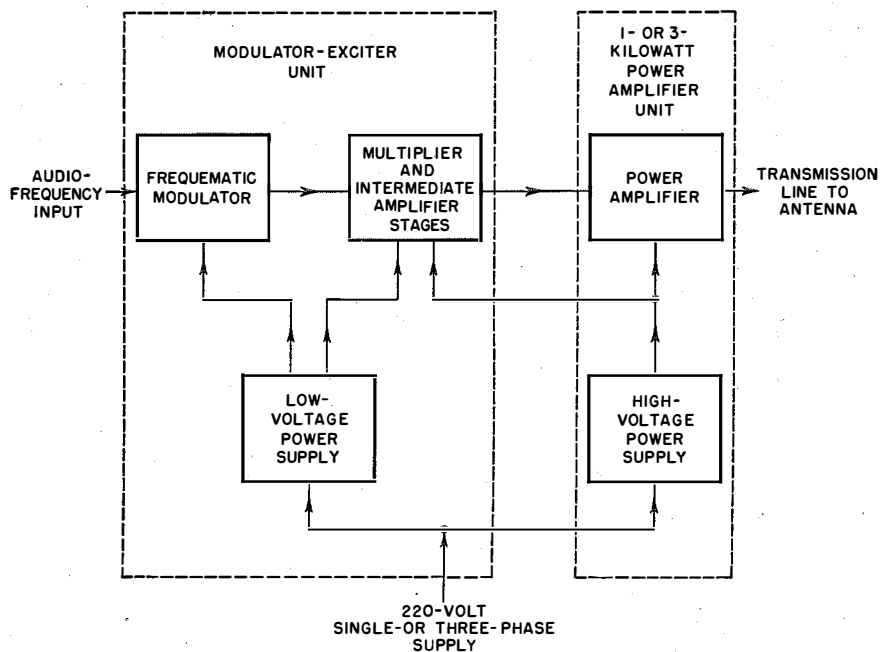 MODULATOR-EXCITER
UNIT
1- OR 3-
KILOWATT
POWER
AMPLIFIER
UNIT
AUDIO-
FREQUENCY
INPUT
FREQUEMATIC
MODULATOR
MULTIPLIER
AND
INTERMEDIATE
AMPLIFIER
STAGES
POWER
AMPLIFIER
TRANSMISSION
LINE TO
ANTENNA
LOW-
VOLTAGE
POWER
SUPPLY
HIGH-
VOLTAGE
POWER
SUPPLY
220-VOLT
SINGLE-OR THREE-PHASE
SUPPLY